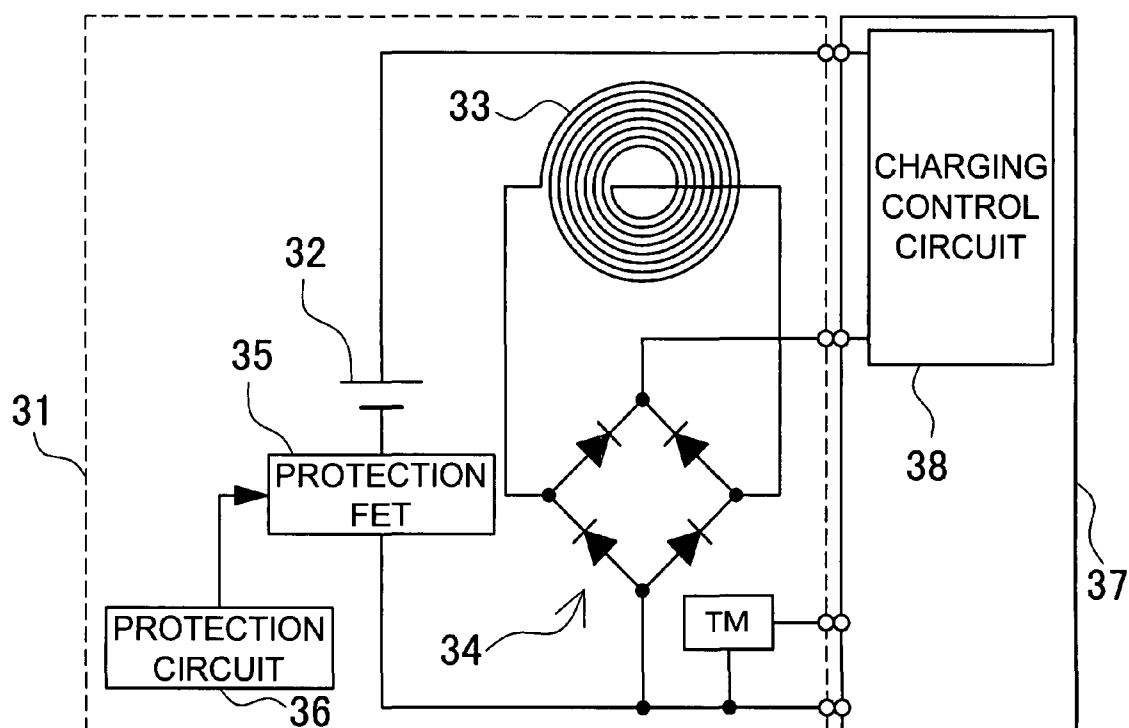 33
CHARGING
CONTROL
CIRCUIT
32
35
31
38
PROTECTION
FET
37
PROTECTION
CIRCUIT
34
TM
36